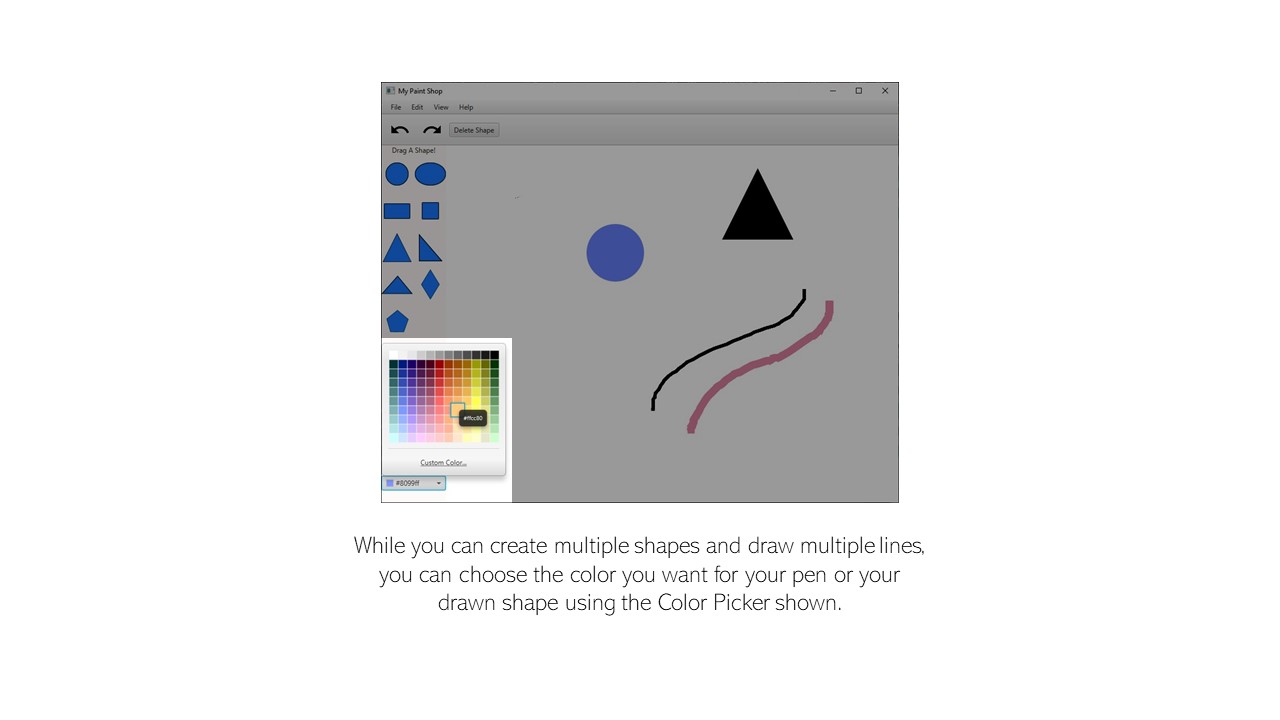 My Paint Shop
File Edit View Help
Delete Shape
Drag A Shape!
#ffcc80
Custom Color...
#8099ff
While you can create multiple shapes and draw multiple lines,
you can choose the color you want for your pen or your
drawn shape using the Color Picker shown.